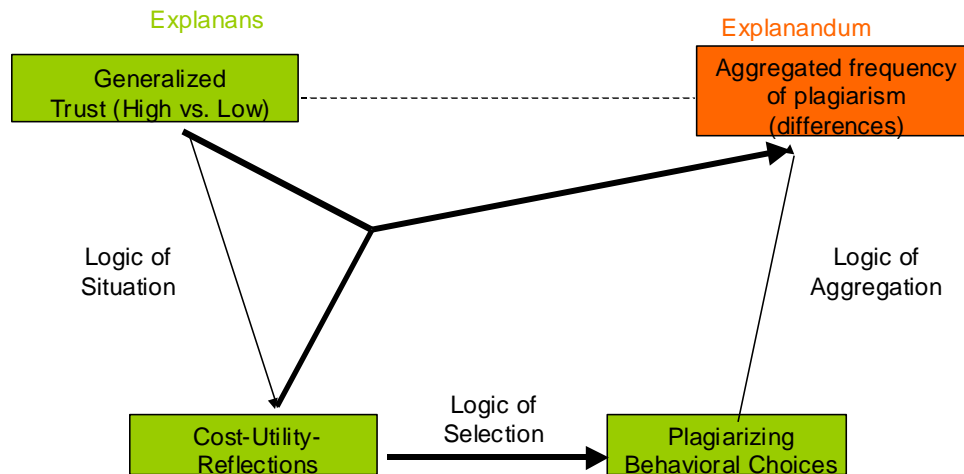 Explanans
Explanandum
Generalized
Trust (High vs. Low)
Aggregated frequency
of plagiarism
(differences)
Logic of
Situation
Logic of
Aggregation
Logic of
Selection
Cost-Utility-
Reflections
Plagiarizing
Behavioral Choices